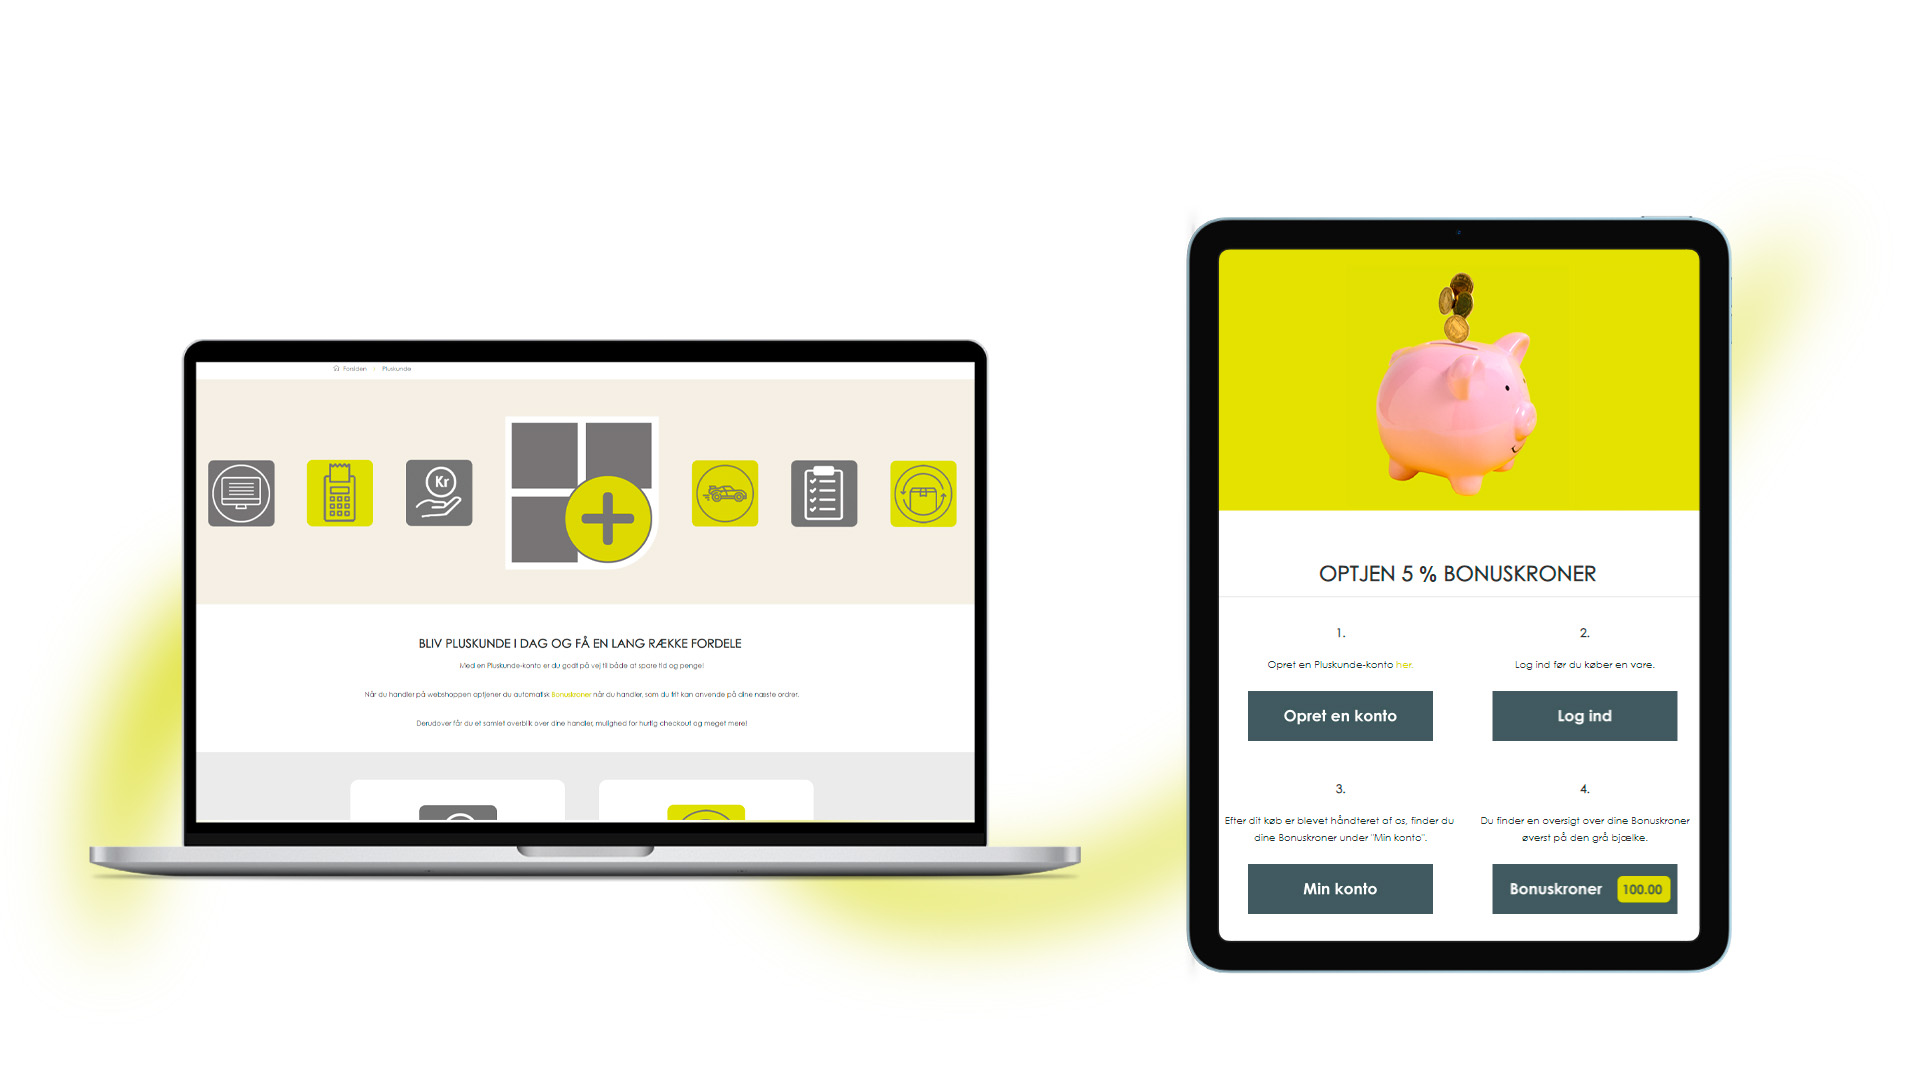 Forsiden
Pluskunde
Kr
BLIV PLUSKUNDE I DAG OG FÅ EN LANG RÆKKE FORDELE
Med en Pluskunde-konto er du godt på vej til både at spare tid og penge!
Når du handler på webshoppen optjener du automatisk Bonuskroner når du handler, som du frit kan anvende på dine næste ordrer.
Derudover får du et samlet overblik over dine handler, mulighed for hurtig checkout og meget mere!
OPTJEN 5 % BONUSKRONER
1.
Opret en Pluskunde-konto her.
Opret en konto
2.
Log ind før du køber en vare.
Log ind
3.
Efter dit køb er blevet håndteret af os, finder du
dine Bonuskroner under "Min konto".
Min konto
4.
Du finder en oversigt over dine Bonuskroner
øverst på den grå bjælke.
Bonuskroner 100.00